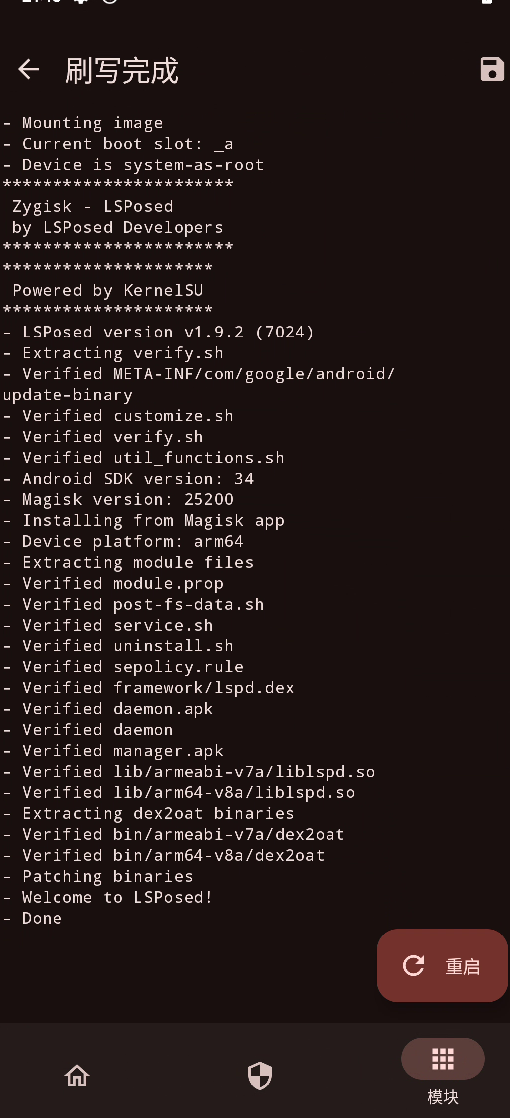 刷写完成
- Mounting image
- Current boot slot: _a
- Device is system-as-root
***********************
 Zygisk - LSPosed
 by LSPosed Developers
***********************
*********************
 Powered by KernelSU
*********************
- LSPosed version v1.9.2 (7024)
- Extracting verify.sh
- Verified META-INF/com/google/android/
update-binary
- Verified customize.sh
- Verified verify.sh
- Verified util_functions.sh
- Android SDK version: 34
- Magisk version: 25200
- Installing from Magisk app
- Device platform: arm64
- Extracting module files
- Verified module.prop
- Verified post-fs-data.sh
- Verified service.sh
- Verified uninstall.sh
- Verified sepolicy.rule
- Verified framework/lspd.dex
- Verified daemon.apk
- Verified daemon
- Verified manager.apk
- Verified lib/armeabi-v7a/liblspd.so
- Verified lib/arm64-v8a/liblspd.so
- Extracting dex2oat binaries
- Verified bin/armeabi-v7a/dex2oat
- Verified bin/arm64-v8a/dex2oat
- Patching binaries
- Welcome to LSPosed!
- Done
重启
模块